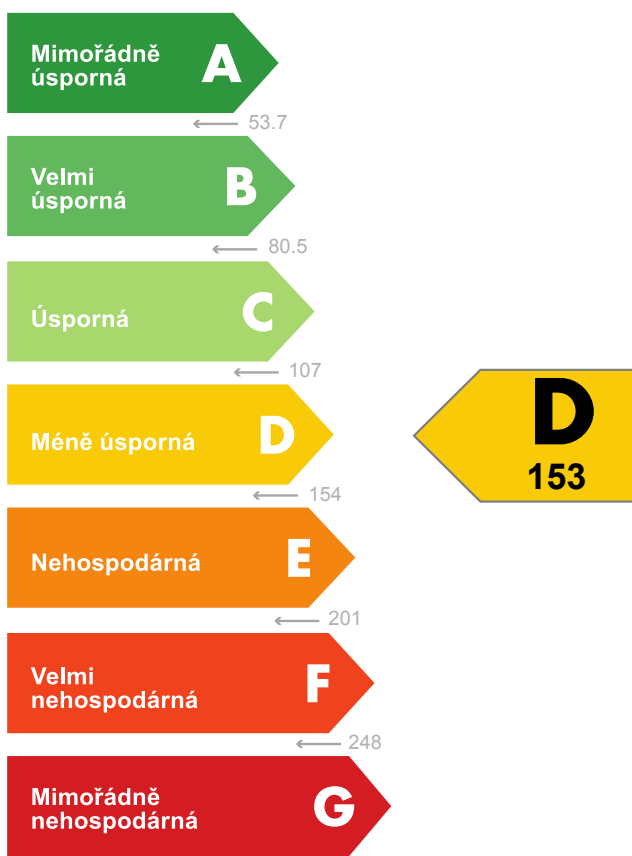 Mimořádně
úsporná
A
53.7
Velmi
úsporná
B
80.5
Úsporná
C
107
Méně úsporná
D
154
D
153
Nehospodárná
E
201
Velmi
nehospodárná
F
248
Mimořádně
nehospodárná
G